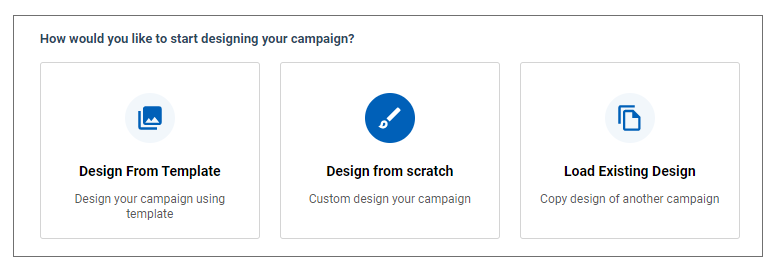 How would you like to start designing your campaign?
Design From Template
Design your campaign using
template
Design from scratch
Custom design your campaign
Load Existing Design
Copy design of another campaign